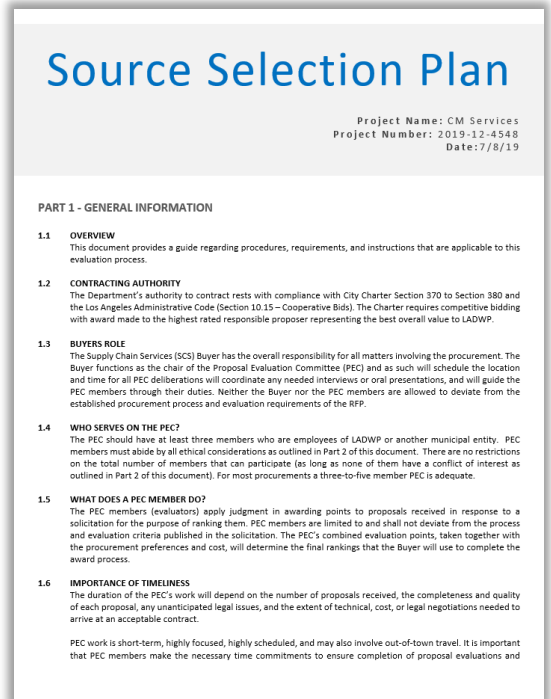 Source Selection Plan
Project Name: CM Services
Project Number: 2019-12-4548
Date:7/8/19
PART 1 - GENERAL INFORMATION
1.1 OVERVIEW
This document provides a guide regarding procedures, requirements, and instructions that are applicable to this
evaluation process.
1.2 CONTRACTING AUTHORITY
The Department's authority to contract rests with compliance with City Charter Section 370 to Section 380 and
the Los Angeles Administrative Code (Section 10.15 – Cooperative Bids). The Charter requires competitive bidding
with award made to the highest rated responsible proposer representing the best overall value to LADWP.
1.3 BUYERS ROLE
The Supply Chain Services (SCS) Buyer has the overall responsibility for all matters involving the procurement. The
Buyer functions as the chair of the Proposal Evaluation Committee (PEC) and as such will schedule the location
and time for all PEC deliberations will coordinate any needed interviews or oral presentations, and will guide the
PEC members through their duties. Neither the Buyer nor the PEC members are allowed to deviate from the
established procurement process and evaluation requirements of the RFP.
1.4 WHO SERVES ON THE PEC?
The PEC should have at least three members who are employees of LADWP or another municipal entity. PEC
members must abide by all ethical considerations as outlined in Part 2 of this document. There are no restrictions
on the total number of members that can participate (as long as none of them have a conflict of interest as
outlined in Part 2 of this document). For most procurements a three-to-five member PEC is adequate.
1.5 WHAT DOES A PEC MEMBER DO?
The PEC members (evaluators) apply judgment in awarding points to proposals received in response to a
solicitation for the purpose of ranking them. PEC members are limited to and shall not deviate from the process
and evaluation criteria published in the solicitation. The PEC's combined evaluation points, taken together with
the procurement preferences and cost, will determine the final rankings that the Buyer will use to complete the
award process.
1.6 IMPORTANCE OF TIMELINESS
The duration of the PEC's work will depend on the number of proposals received, the completeness and quality
of each proposal, any unanticipated legal issues, and the extent of technical, cost, or legal negotiations needed to
arrive at an acceptable contract.
PEC work is short-term, highly focused, highly scheduled, and may also involve out-of-town travel. It is important
that PEC members make the necessary time commitments to ensure completion of proposal evaluations and